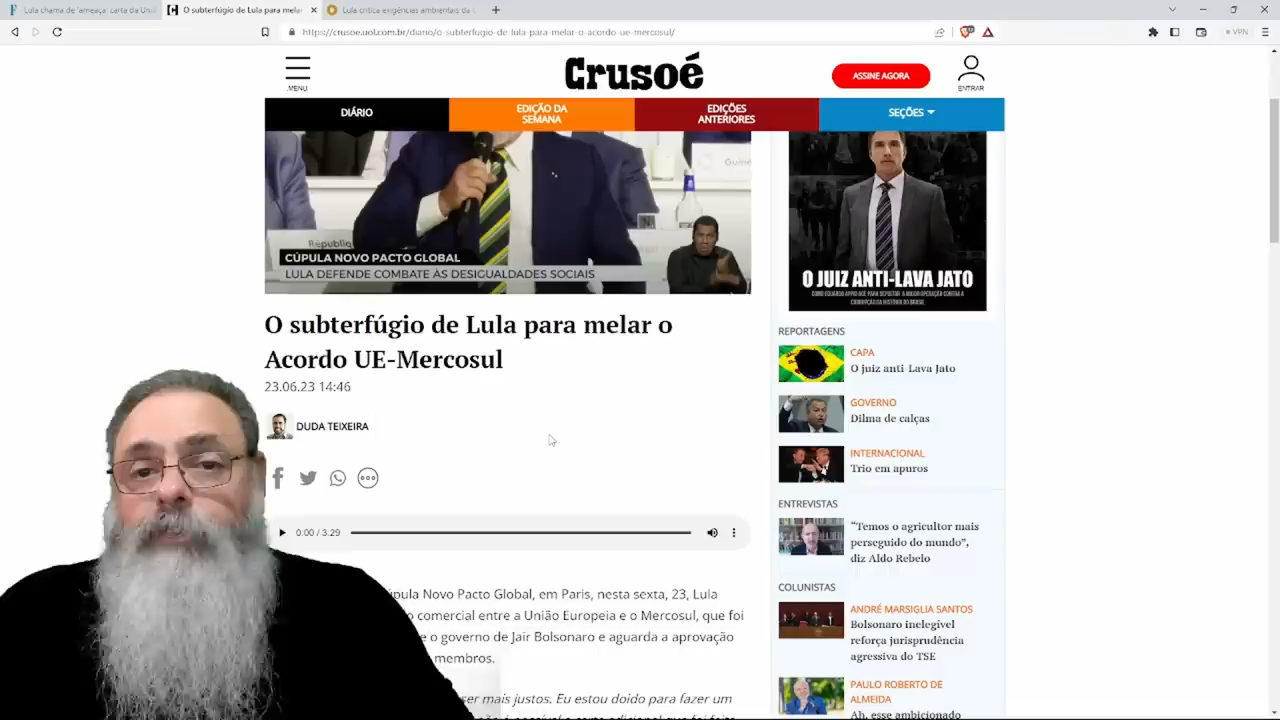 Lula chama de "ameaça" carta da Uniã
O subterfúgio de Lula para melar
Lula critica exigências ambientais da
https://crusoe.uol.com.br/diario/o-subterfugio-de-lula-para-melar-o-acordo-ue-mercosul/
VPN
MENU
Crusoé
ASSINE AGORA
ENTRAR
DIÁRIO
EDIÇÃO DA
SEMANA
EDIÇÕES
ANTERIORES
SEÇÕES
Républiq
CÚPULA NOVO PACTO GLOBAL
LULA DEFENDE COMBATE ÀS DESIGUALDADES SOCIAIS
O JUIZ ANTI-LAVA JATO
O subterfúgio de Lula para melar o
Acordo UE-Mercosul
23.06.23 14:46
DUDA TEIXEIRA
0:00 / 3:29
pula Novo Pacto Global, em Paris, nesta sexta, 23, Lula
o comercial entre a União Europeia e o Mercosul, que foi
e o governo de Jair Bolsonaro e aguarda a aprovação
membros.
ser mais justos. Eu estou doido para fazer um
REPORTAGENS
CAPA
O juiz anti-Lava Jato
GOVERNO
Dilma de calças
INTERNACIONAL
Trio em apuros
ENTREVISTAS
“Temos o agricultor mais
perseguido do mundo”,
diz Aldo Rebelo
COLUNISTAS
ANDRÉ MARSIGLIA SANTOS
Bolsonaro inelegível
reforça jurisprudência
agressiva do TSE
PAULO ROBERTO DE
ALMEIDA
Ah, esse ambicionado